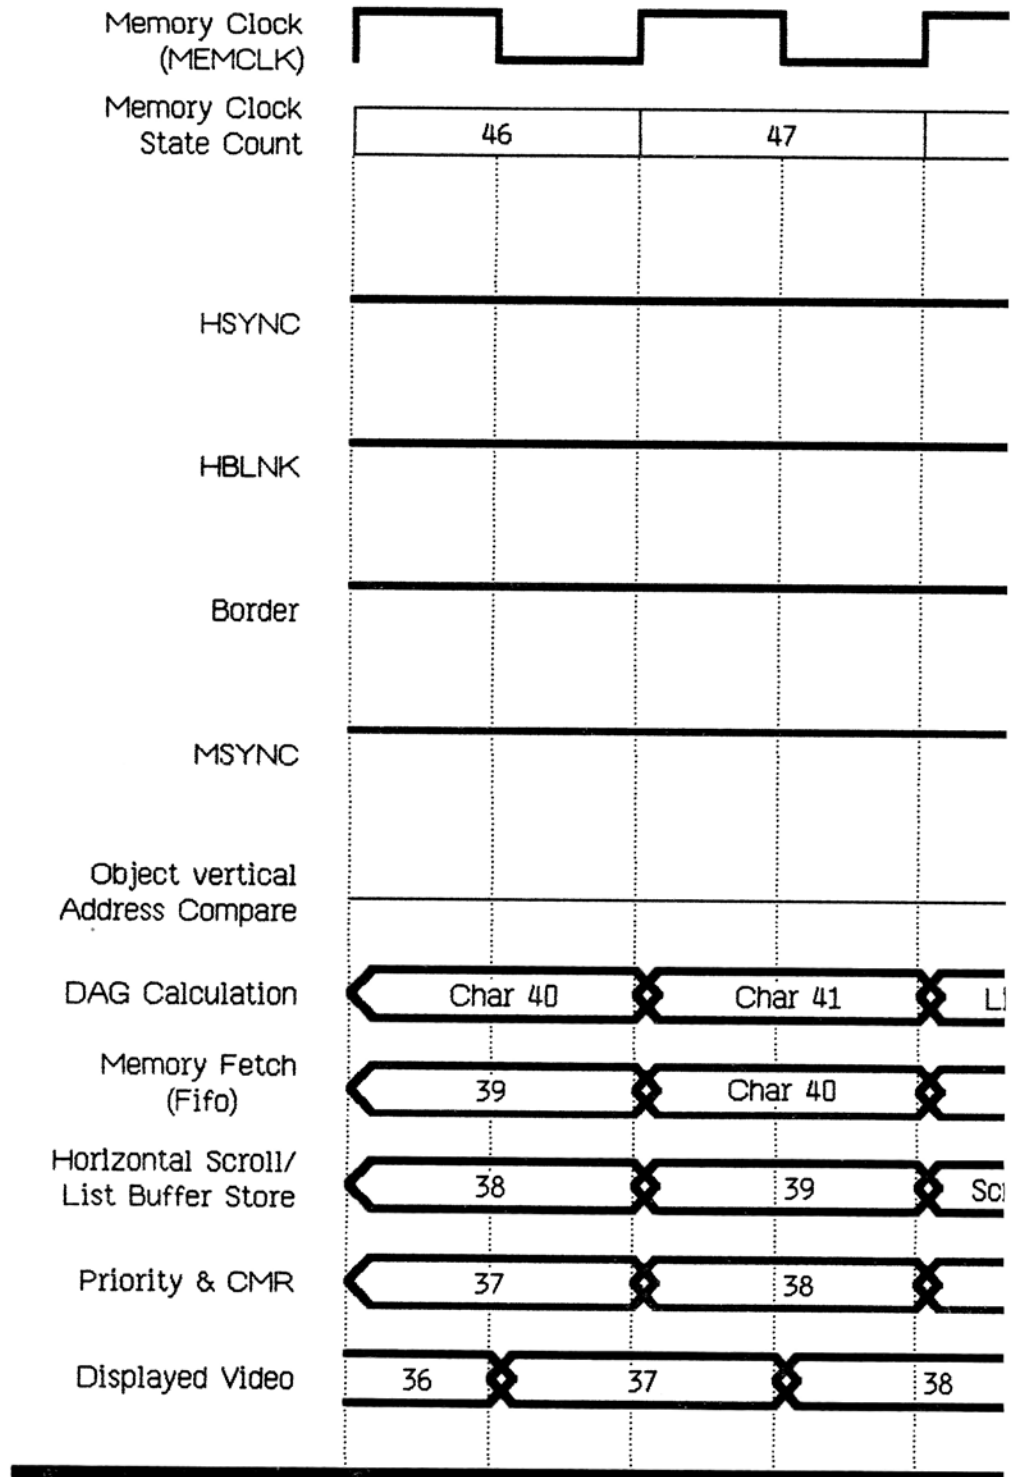 Memory Clock
(MEMCLK)
Memory Clock
State Count
46 47
HSYNC
HBLNK
Border
MSYNC
Object vertical
Address Compare
DAG Calculation
Char 40 Char 41
Memory Fetch
(Fifo)
39 Char 40
Horizontal Scroll/
List Buffer Store
38 39
Priority & CMR
37 38
Displayed Video
36 37 38